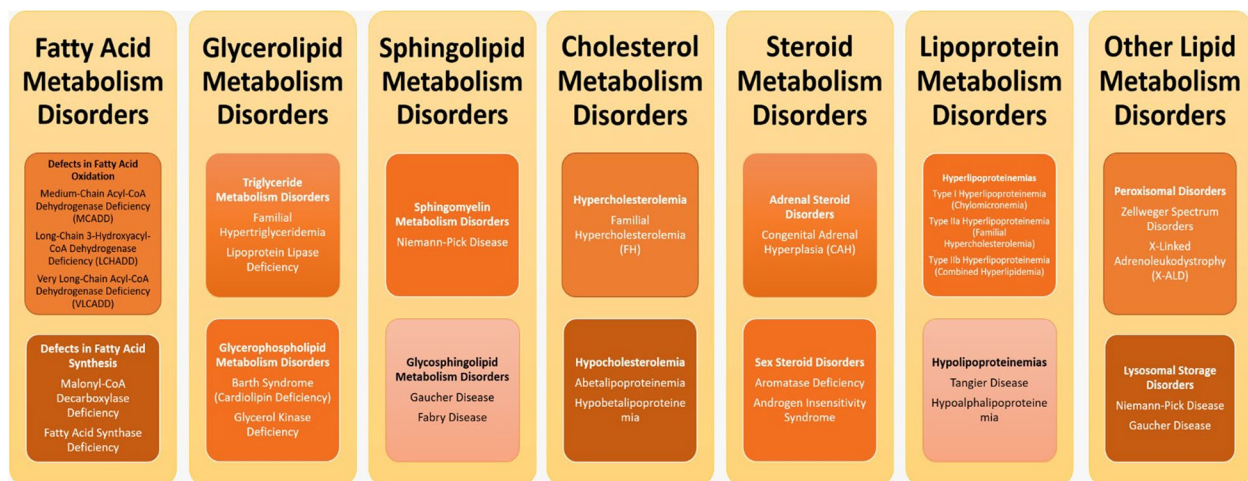 Fatty Acid
Metabolism
Disorders
Defects in Fatty Acid
Oxidation
Medium-Chain Acyl-CoA
Dehydrogenase Deficiency
(MCADD)
Long-Chain 3-Hydroxyacyl-
CoA Dehydrogenase
Deficiency (LCHADD)
Very Long-Chain Acyl-CoA
Dehydrogenase Deficiency
(VLCADD)
Defects in Fatty Acid
Synthesis
Malonyl-CoA
Decarboxylase
Deficiency
Fatty Acid Synthase
Deficiency
Glycerolipid
Metabolism
Disorders
Triglyceride
Metabolism Disorders
Familial
Hypertriglyceridemia
Lipoprotein Lipase
Deficiency
Glycerophospholipid
Metabolism Disorders
Barth Syndrome
(Cardiolipin Deficiency)
Glycerol Kinase
Deficiency
Sphingolipid
Metabolism
Disorders
Sphingomyelin
Metabolism Disorders
Niemann-Pick Disease
Glycosphingolipid
Metabolism Disorders
Gaucher Disease
Fabry Disease
Cholesterol
Metabolism
Disorders
Hypercholesterolemia
Familial
Hypercholesterolemia
(FH)
Hypocholesterolemia
Abetalipoproteinemia
Hypobetalipoproteine
mia
Steroid
Metabolism
Disorders
Adrenal Steroid
Disorders
Congenital Adrenal
Hyperplasia (CAH)
Sex Steroid Disorders
Aromatase Deficiency
Androgen Insensitivity
Syndrome
Lipoprotein
Metabolism
Disorders
Hyperlipoproteinemias
Type I Hyperlipoproteinemia
(Chylomicronemia)
Type IIa Hyperlipoproteinemia
(Familial
Hypercholesterolemia)
Type IIb Hyperlipoproteinemia
(Combined Hyperlipidemia)
Hypolipoproteinemias
Tangier Disease
Hypoalphalipoproteine
mia
Other Lipid
Metabolism
Disorders
Peroxisomal Disorders
Zellweger Spectrum
Disorders
X-Linked
Adrenoleukodystrophy
(X-ALD)
Lysosomal Storage
Disorders
Niemann-Pick Disease
Gaucher Disease